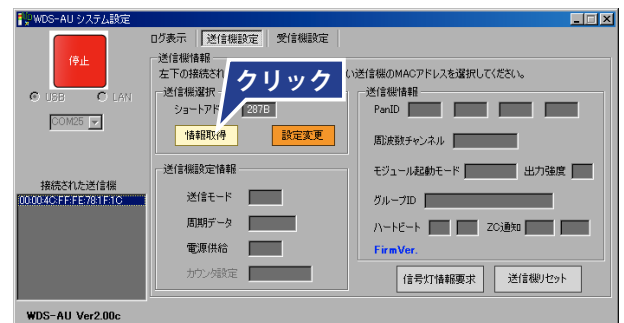 WDS-AU システム設定
ログ表示 送信機設定 受信機設定
停止
USB LAN
COM25
接続された送信機
00:00:4C:FF:FE:78:1F:1C
送信機情報
左下の接続され い送信機のMACアドレスを選択してください。
クリック
送信機選択
ショートアド 287B
情報取得 設定変更
送信機設定情報
送信モード
周期データ
電源供給
カウンタ設定
送信機情報
PanID
周波数チャンネル
モジュール起動モード 出力強度
グループID
ハートビート ZC通知
FirmVer.
信号灯情報要求 送信機リセット
WDS-AU Ver2.00c